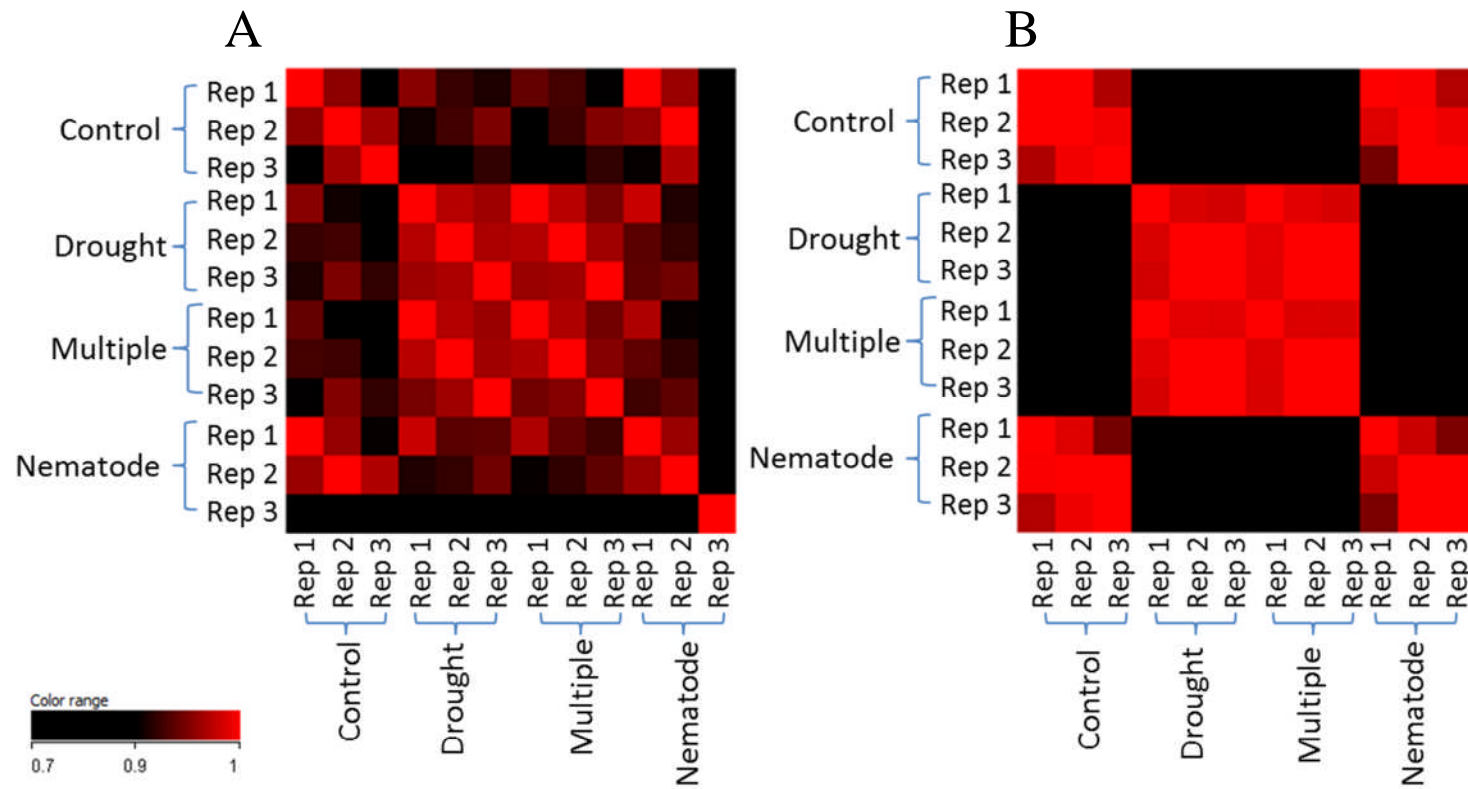 A
B
Control
Rep 1
Rep 2
Rep 3
Drought
Rep 1
Rep 2
Rep 3
Multiple
Rep 1
Rep 2
Rep 3
Nematode
Rep 1
Rep 2
Rep 3
Rep 1
Rep 2
Rep 3
Rep 1
Rep 2
Rep 3
Rep 1
Rep 2
Rep 3
Rep 1
Rep 2
Rep 3
Control
Drought
Multiple
Nematode
Color range
0.7 0.9 1
Control
Rep 1
Rep 2
Rep 3
Drought
Rep 1
Rep 2
Rep 3
Multiple
Rep 1
Rep 2
Rep 3
Nematode
Rep 1
Rep 2
Rep 3
Rep 1
Rep 2
Rep 3
Rep 1
Rep 2
Rep 3
Rep 1
Rep 2
Rep 3
Rep 1
Rep 2
Rep 3
Control
Drought
Multiple
Nematode